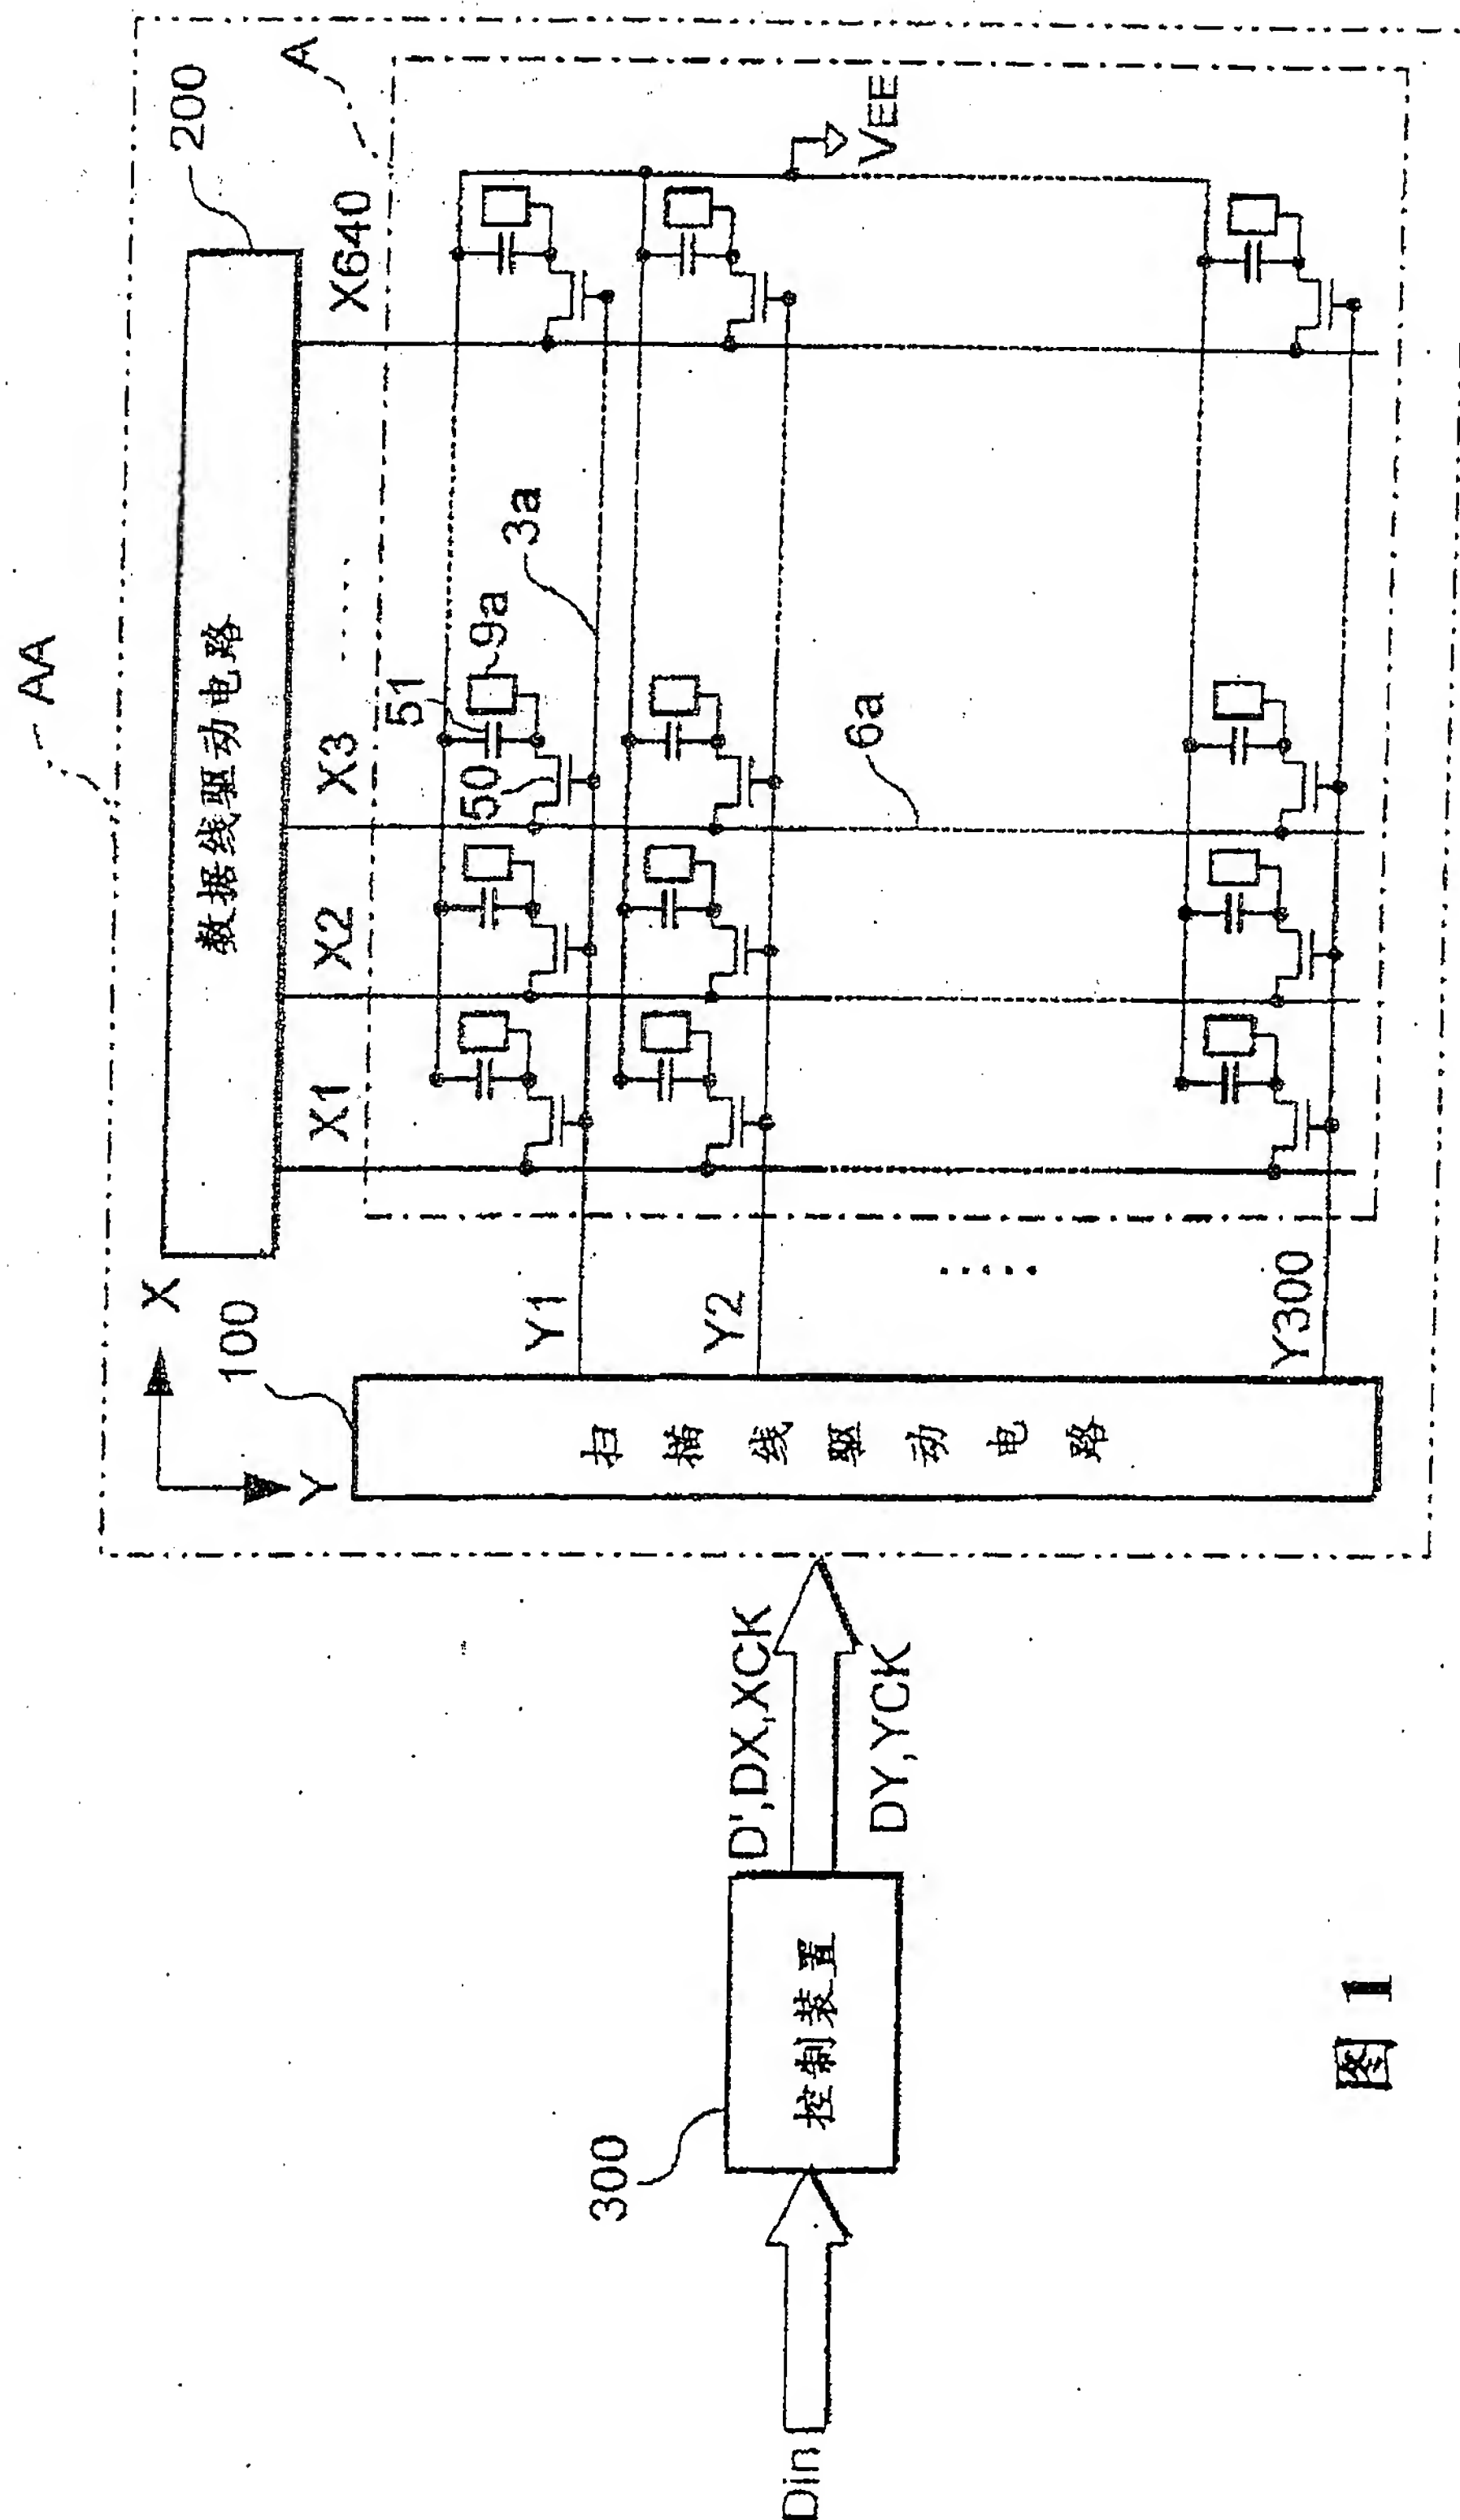 AA
A
200
数据线驱动电路
X
Y
100
X1
X2
X3
.....
X640
51
9a
50
3a
6a
VEE
Y1
Y2
.....
Y300
扫描线驱动电路
D',DX,XCK
DY,YCK
300
控制装置
Din
图 1